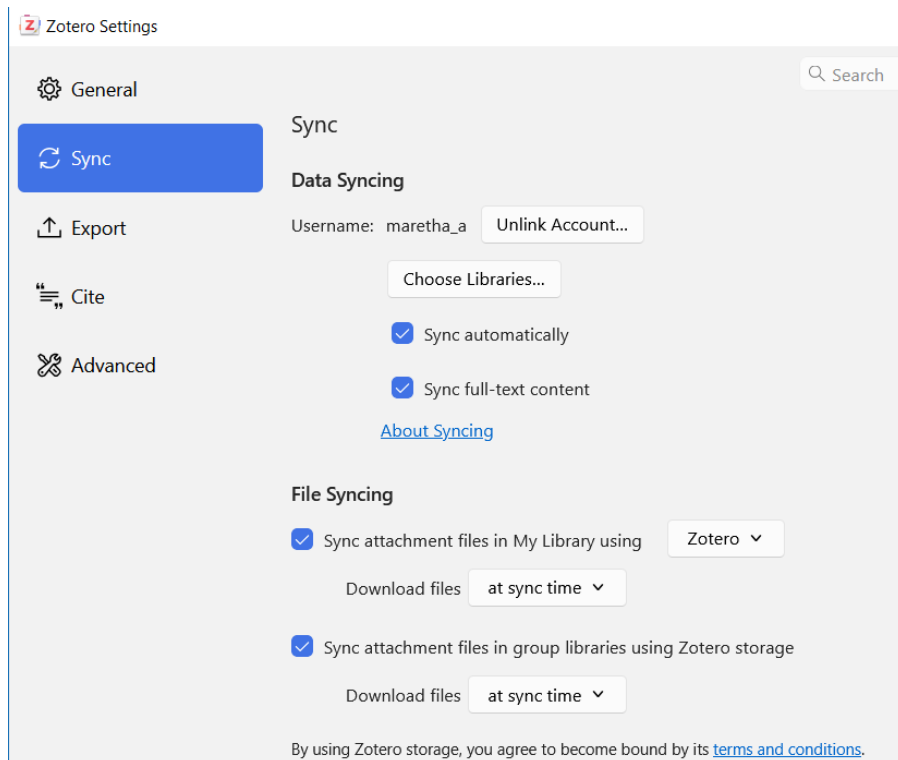 Zotero Settings
General
Search
Sync
Sync
Data Syncing
Username: maretha_a Unlink Account...
Export
Choose Libraries...
Cite
Sync automatically
Advanced
Sync full-text content
About Syncing
File Syncing
Sync attachment files in My Library using Zotero
Download files at sync time
Sync attachment files in group libraries using Zotero storage
Download files at sync time
By using Zotero storage, you agree to become bound by its terms and conditions.